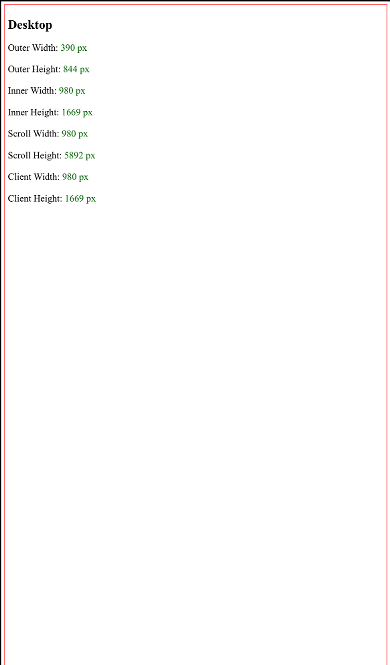 Desktop
Outer Width: 390 px
Outer Height: 844 px
Inner Width: 980 px
Inner Height: 1669 px
Scroll Width: 980 px
Scroll Height: 5892 px
Client Width: 980 px
Client Height: 1669 px